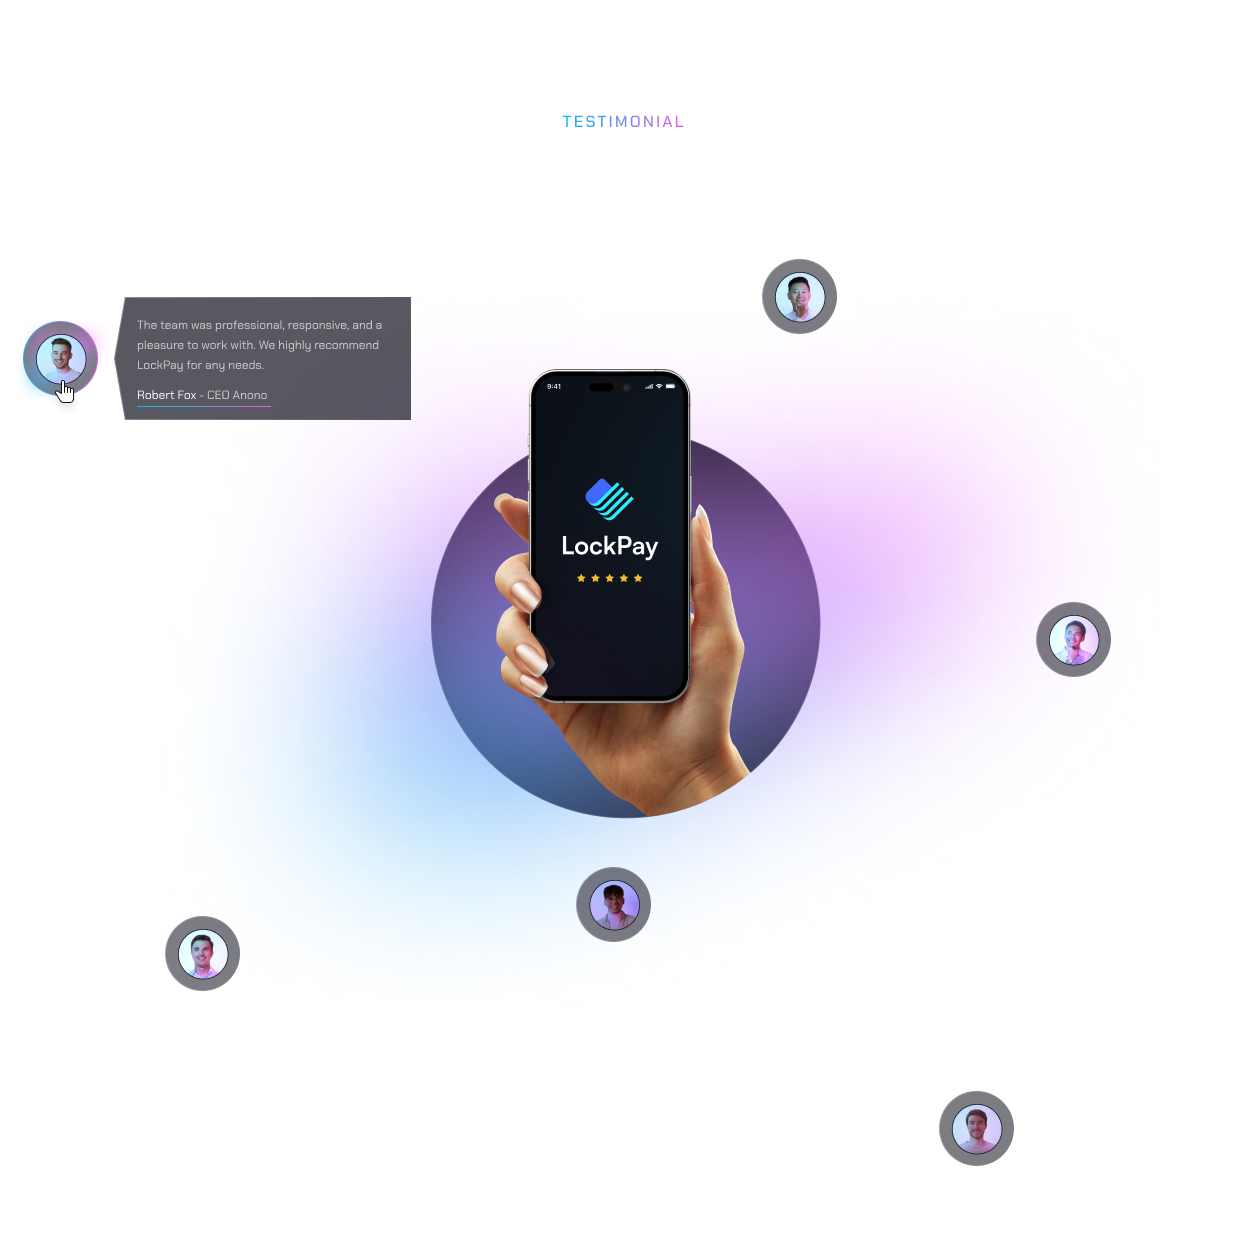 TESTIMONIAL
The team was professional, responsive, and a
pleasure to work with. We highly recommend
LockPay for any needs.
Robert Fox - CEO Anono
9:41
LockPay